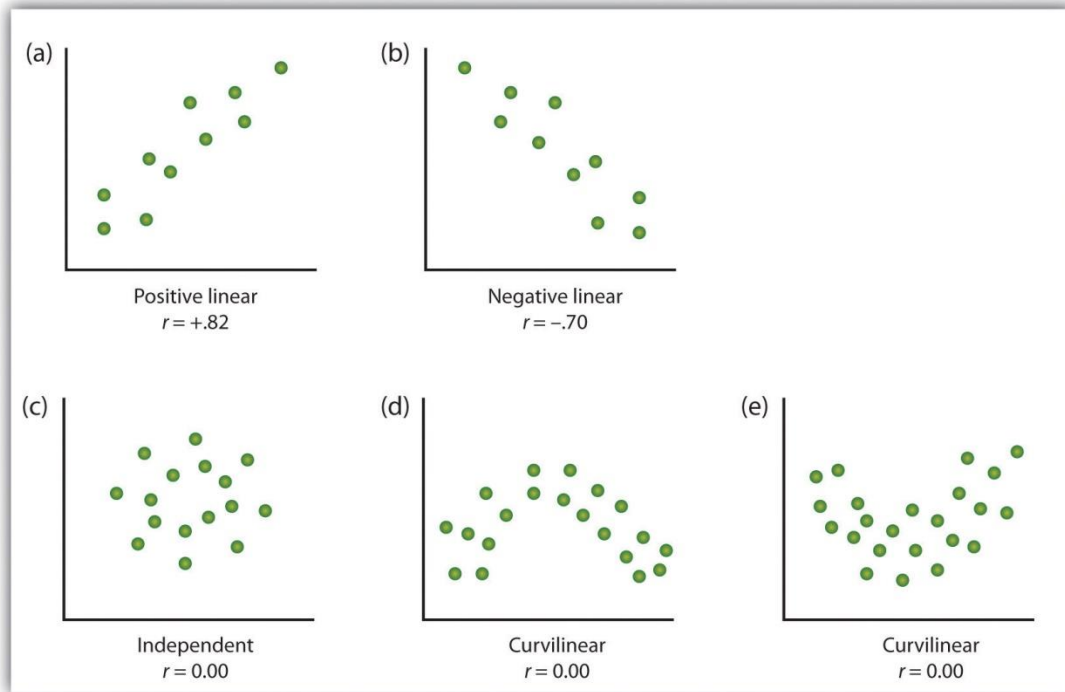 (a)
Positive linear
r = +.82
(b)
Negative linear
r = –.70
(c)
Independent
r = 0.00
(d)
Curvilinear
r = 0.00
(e)
Curvilinear
r = 0.00